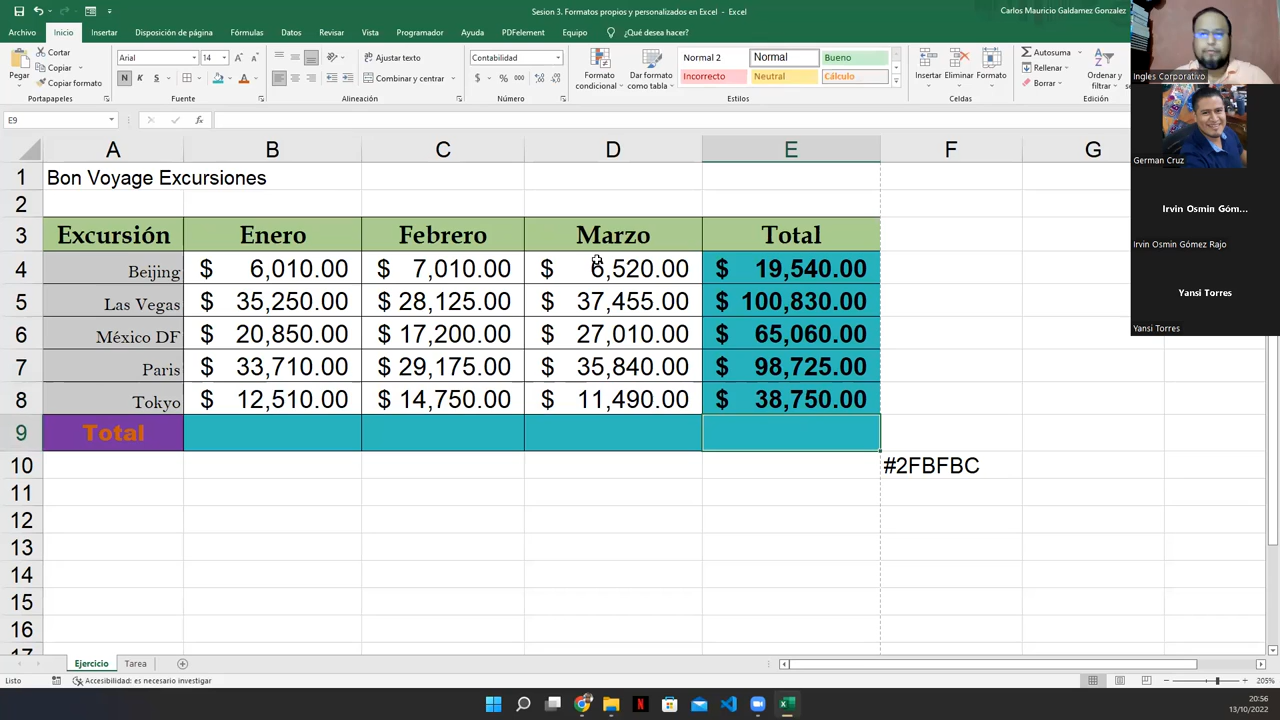 Sesion 3. Formatos propios y personalizados en Excel - Excel
Carlos Mauricio Galdamez Gonzalez
Archivo Inicio Insertar Disposición de página Fórmulas Datos Revisar Vista Programador Ayuda PDFelement Equipo ¿Qué desea hacer?
Pegar
Cortar
Copiar
Copiar formato
Portapapeles
Arial 14
N K S
Fuente
Ajustar texto
Combinar y centrar
Alineación
Contabilidad
$ % 000
Número
Formato condicional
Dar formato como tabla
Normal 2 Normal Bueno
Incorrecto Neutral Cálculo
Estilos
Insertar Eliminar Formato
Celdas
Autosuma
Rellenar
Borrar
Ordenar y filtrar
Edición
E9 fx
A B C D E F G
1 Bon Voyage Excursiones
2
3 Excursión Enero Febrero Marzo Total
4 Beijing $ 6,010.00 $ 7,010.00 $ 6,520.00 $ 19,540.00
5 Las Vegas $ 35,250.00 $ 28,125.00 $ 37,455.00 $ 100,830.00
6 México DF $ 20,850.00 $ 17,200.00 $ 27,010.00 $ 65,060.00
7 Paris $ 33,710.00 $ 29,175.00 $ 35,840.00 $ 98,725.00
8 Tokyo $ 12,510.00 $ 14,750.00 $ 11,490.00 $ 38,750.00
9 Total
10 #2FBFBC
11
12
13
14
15
16
17
Ingles Corporativo
German Cruz
Irvin Osmin Góm...
Irvin Osmin Gómez Rajo
Yansi Torres
Yansi Torres
Ejercicio Tarea
Listo Accesibilidad: es necesario investigar 205%
20:56
13/10/2022